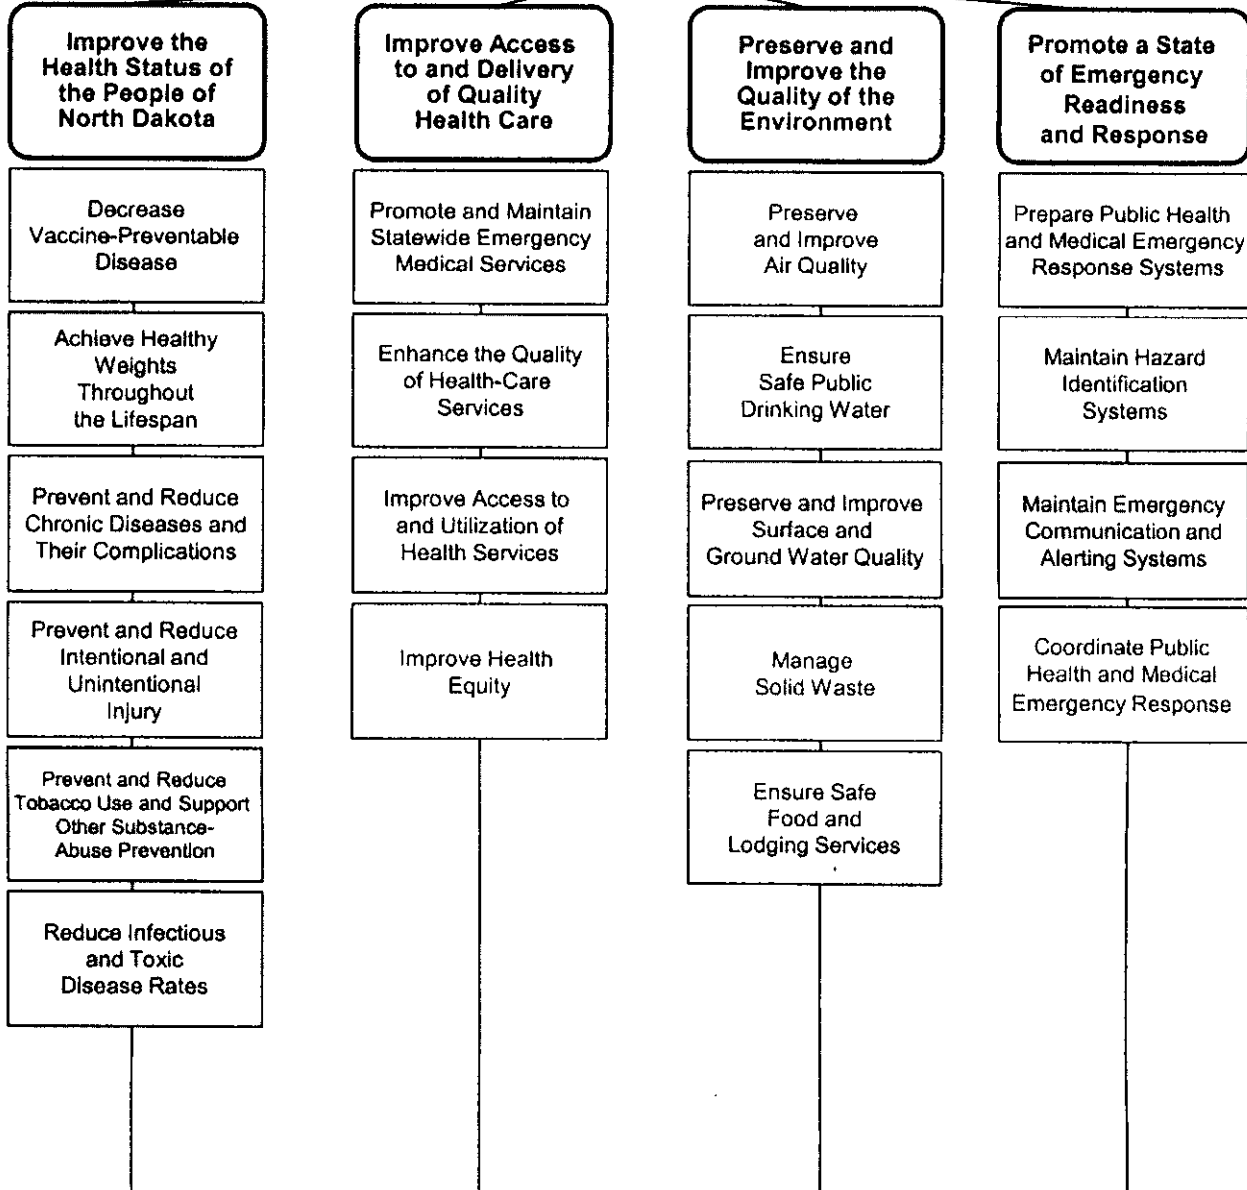 Improve the
Health Status of
the People of
North Dakota
Decrease
Vaccine-Preventable
Disease
Achieve Healthy
Weights
Throughout
the Lifespan
Prevent and Reduce
Chronic Diseases and
Their Complications
Prevent and Reduce
Intentional and
Unintentional
Injury
Prevent and Reduce
Tobacco Use and Support
Other Substance-
Abuse Prevention
Reduce Infectious
and Toxic
Disease Rates
Improve Access
to and Delivery
of Quality
Health Care
Promote and Maintain
Statewide Emergency
Medical Services
Enhance the Quality
of Health-Care
Services
Improve Access to
and Utilization of
Health Services
Improve Health
Equity
Preserve and
Improve the
Quality of the
Environment
Preserve
and Improve
Air Quality
Ensure
Safe Public
Drinking Water
Preserve and Improve
Surface and
Ground Water Quality
Manage
Solid Waste
Ensure Safe
Food and
Lodging Services
Promote a State
of Emergency
Readiness
and Response
Prepare Public Health
and Medical Emergency
Response Systems
Maintain Hazard
Identification
Systems
Maintain Emergency
Communication and
Alerting Systems
Coordinate Public
Health and Medical
Emergency Response